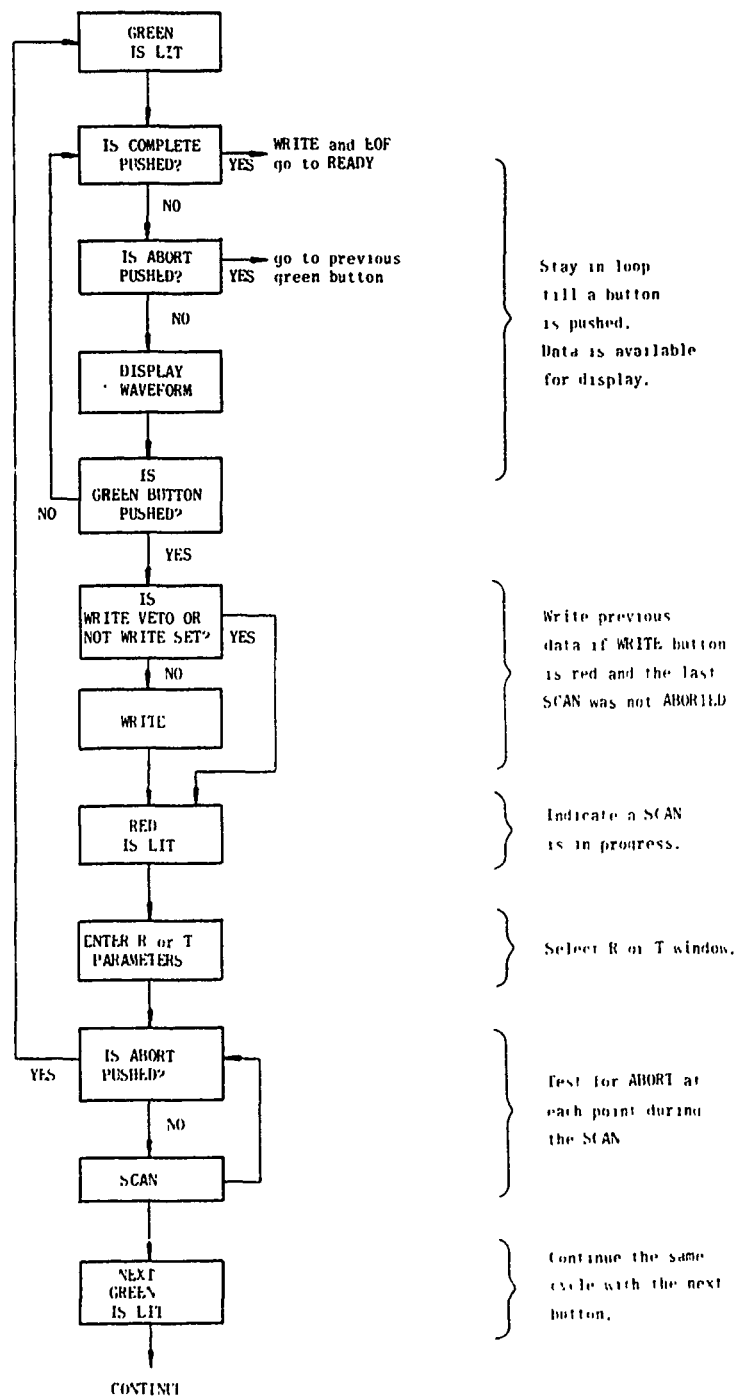 GREEN
IS LIT
IS COMPLETE
PUSHED?
YES
WRITE and EOF
go to READY
NO
IS ABORT
PUSHED?
YES
go to previous
green button
NO
DISPLAY
WAVEFORM
IS
GREEN BUTTON
PUSHED?
NO
YES
Stay in loop
till a button
is pushed.
Data is available
for display.
IS
WRITE VETO OR
NOT WRITE SET?
YES
NO
WRITE
Write previous
data if WRITE button
is red and the last
SCAN was not ABORTED
RED
IS LIT
Indicate a SCAN
is in progress.
ENTER R or T
PARAMETERS
Select R or T window.
IS ABORT
PUSHED?
YES
NO
SCAN
Test for ABORT at
each point during
the SCAN
NEXT
GREEN
IS LIT
Continue the same
cycle with the next
button.
CONTINUE